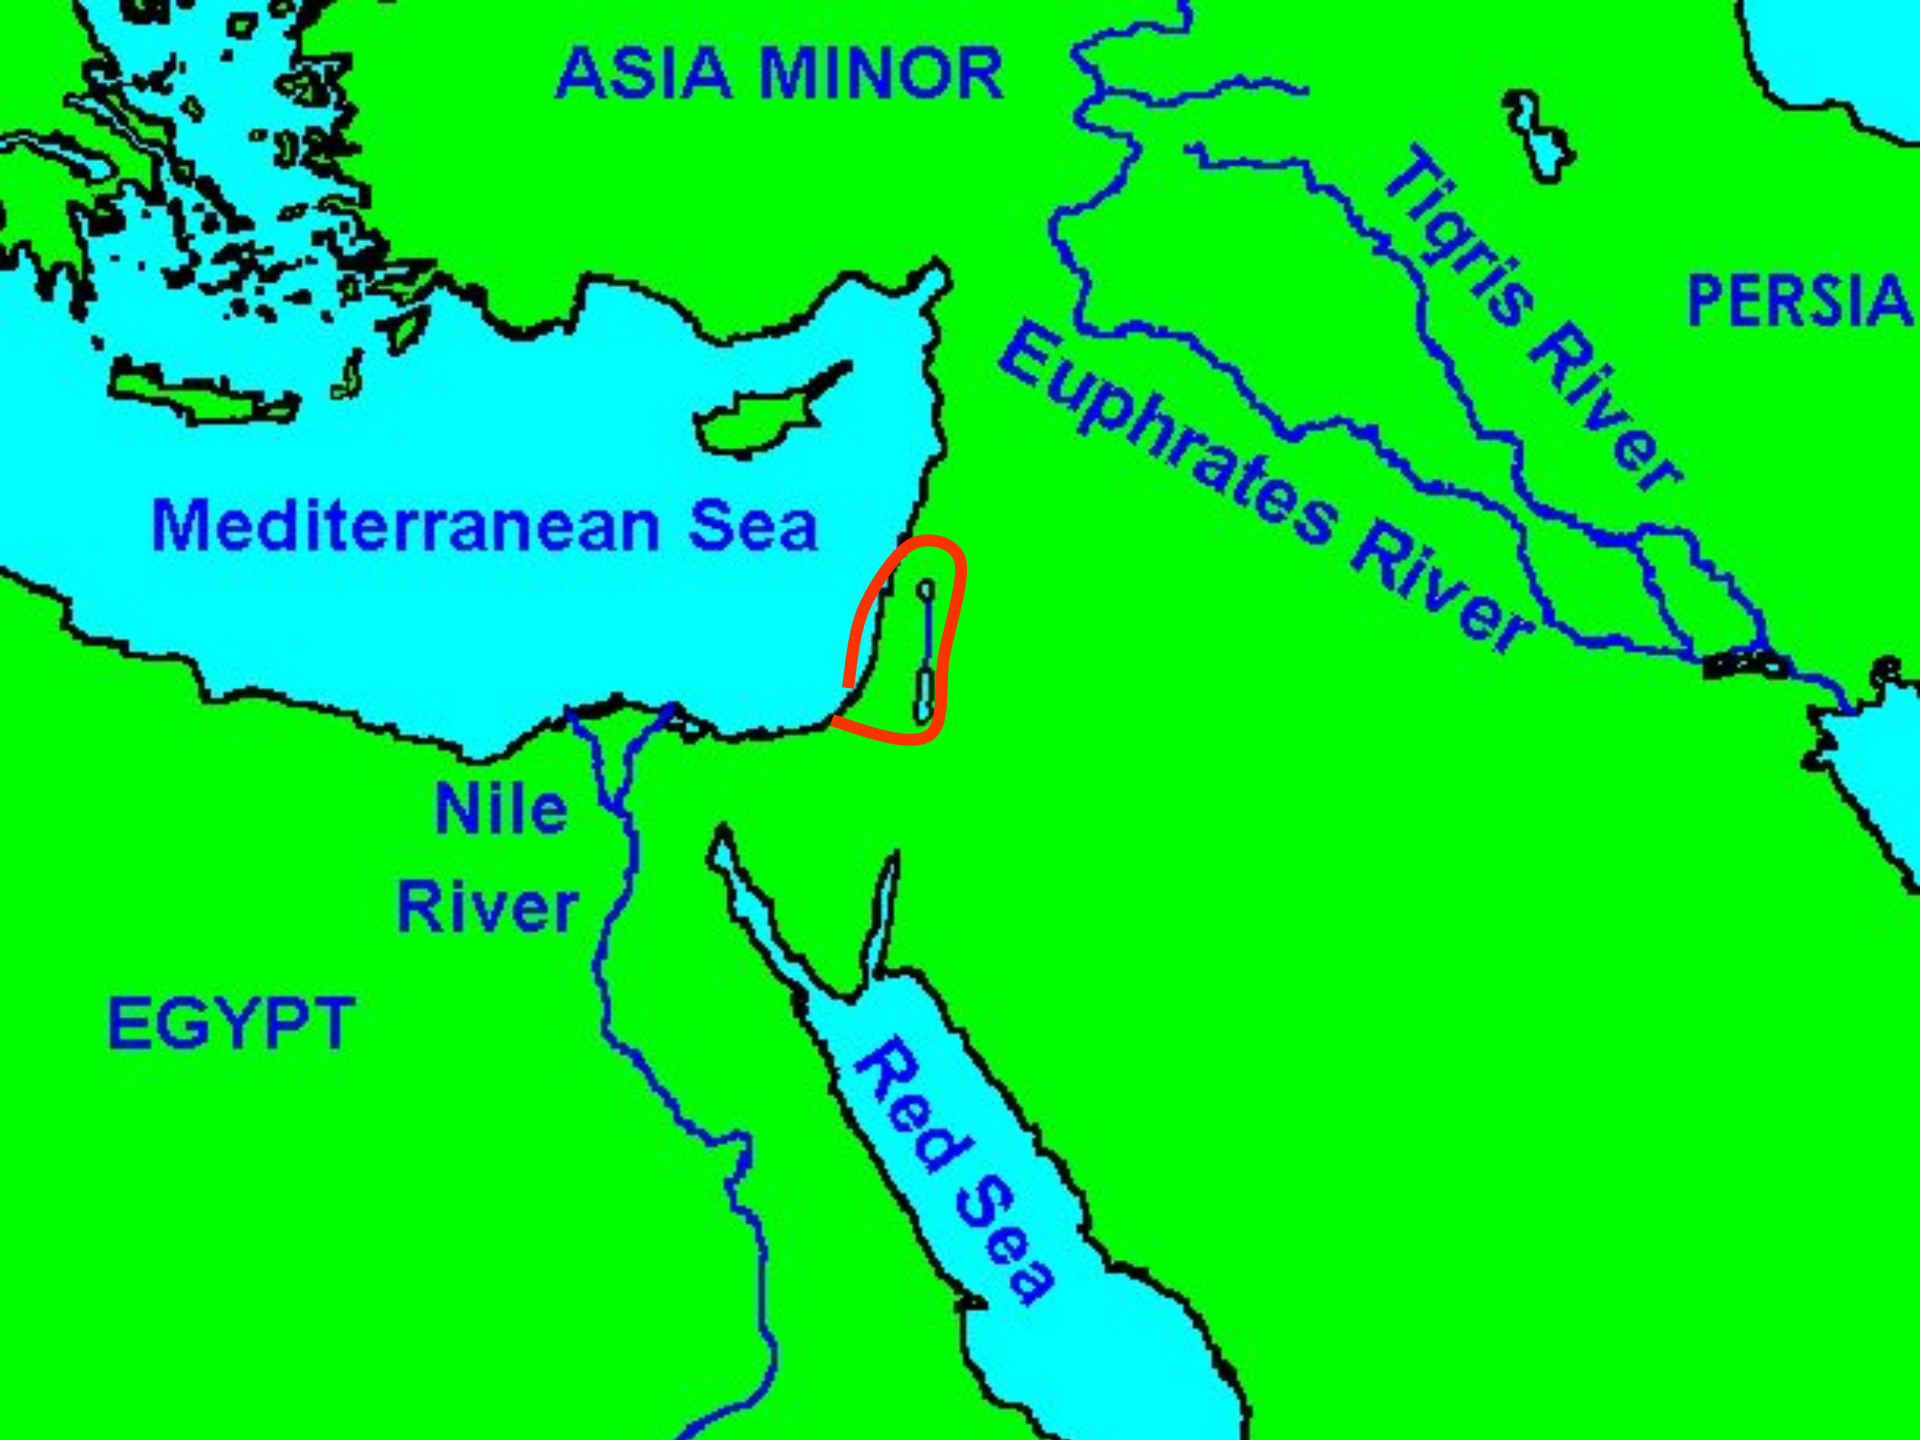 ASIA MINOR
Tigris River
PERSIA
Euphrates River
Mediterranean Sea
Nile
River
EGYPT
Red Sea